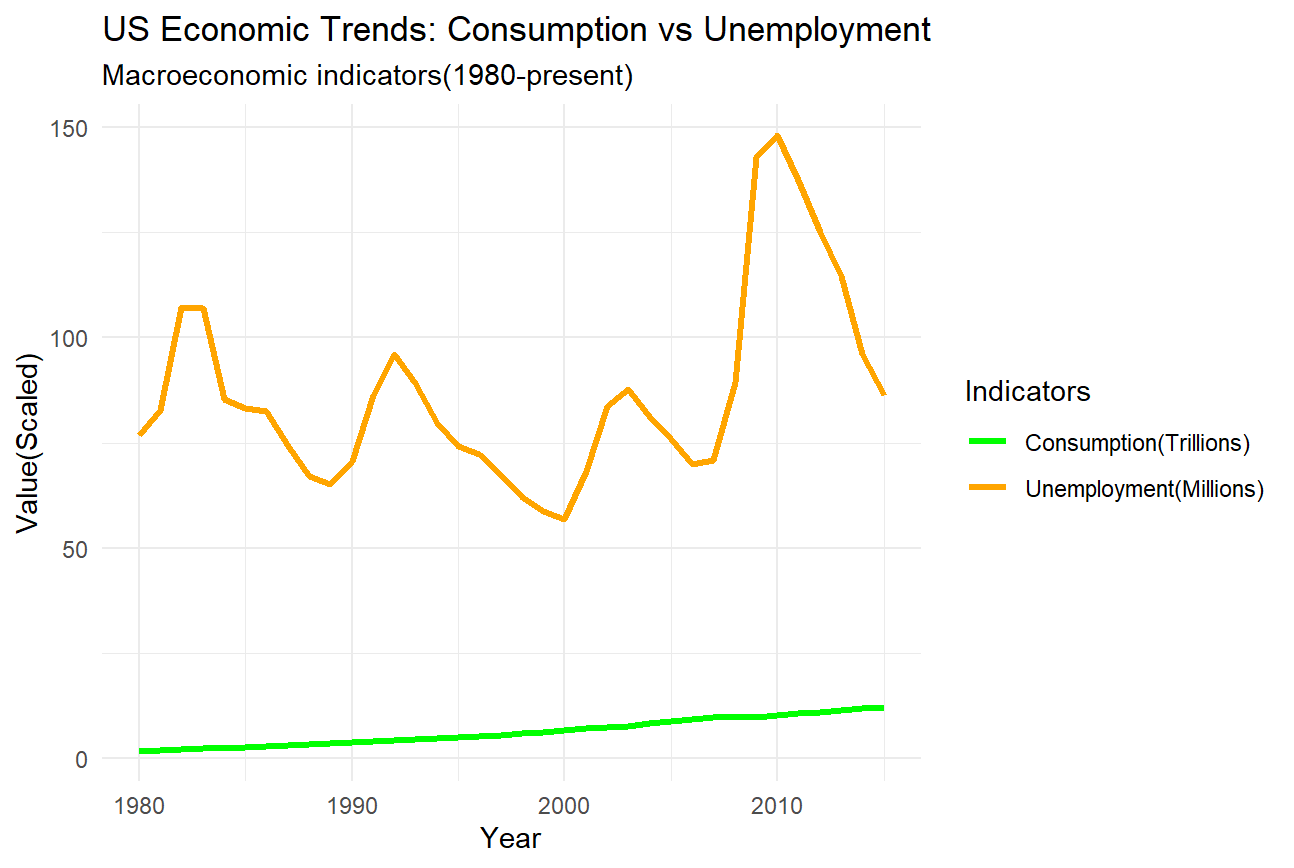 US Economic Trends: Consumption vs Unemployment
Macroeconomic indicators(1980-present)
150
100
50
0
Value(Scaled)
1980 1990 2000 2010
Year
Indicators
Consumption(Trillions)
Unemployment(Millions)